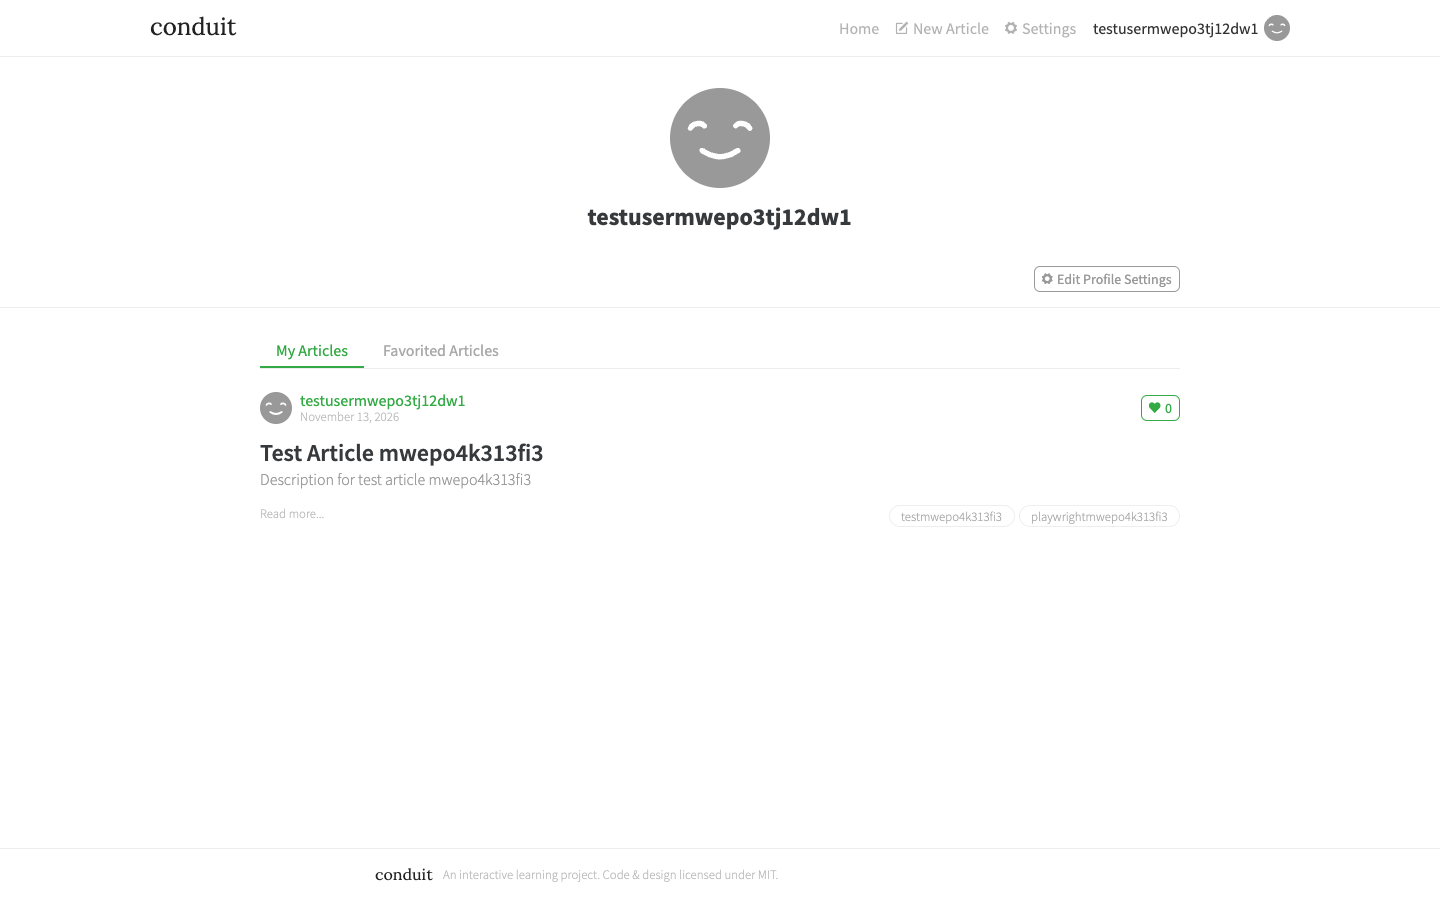 conduit
Home New Article Settings testusermwepo3tj12dw1
testusermwepo3tj12dw1
Edit Profile Settings
My Articles Favorited Articles
testusermwepo3tj12dw1
November 13, 2026
0
Test Article mwepo4k313fi3
Description for test article mwepo4k313fi3
Read more...
testmwepo4k313fi3 playwrightmwepo4k313fi3
conduit An interactive learning project. Code & design licensed under MIT.